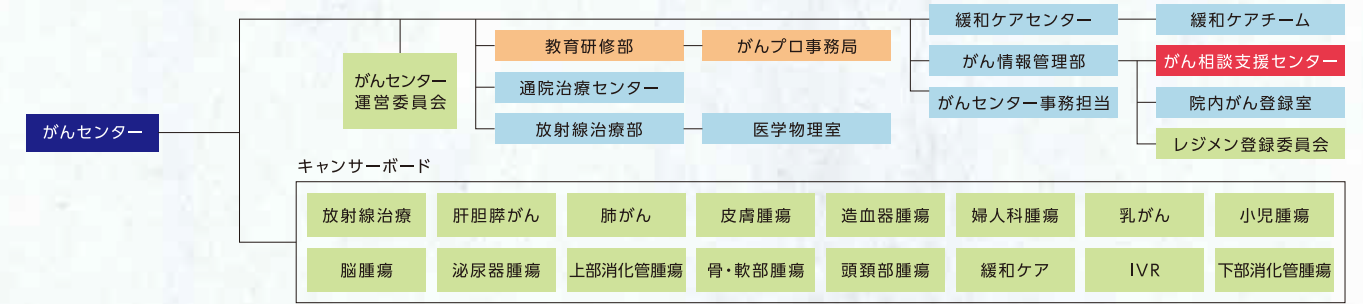 がんセンター
がんセンター
運営委員会
教育研修部
がんプロ事務局
通院治療センター
放射線治療部
医学物理室
緩和ケアセンター
緩和ケアチーム
がん情報管理部
がん相談支援センター
がんセンター事務担当
院内がん登録室
レジメン登録委員会
キャンサーボード
放射線治療
肝胆膵がん
肺がん
皮膚腫瘍
造血器腫瘍
婦人科腫瘍
乳がん
小児腫瘍
脳腫瘍
泌尿器腫瘍
上部消化管腫瘍
骨・軟部腫瘍
頭頚部腫瘍
緩和ケア
IVR
下部消化管腫瘍